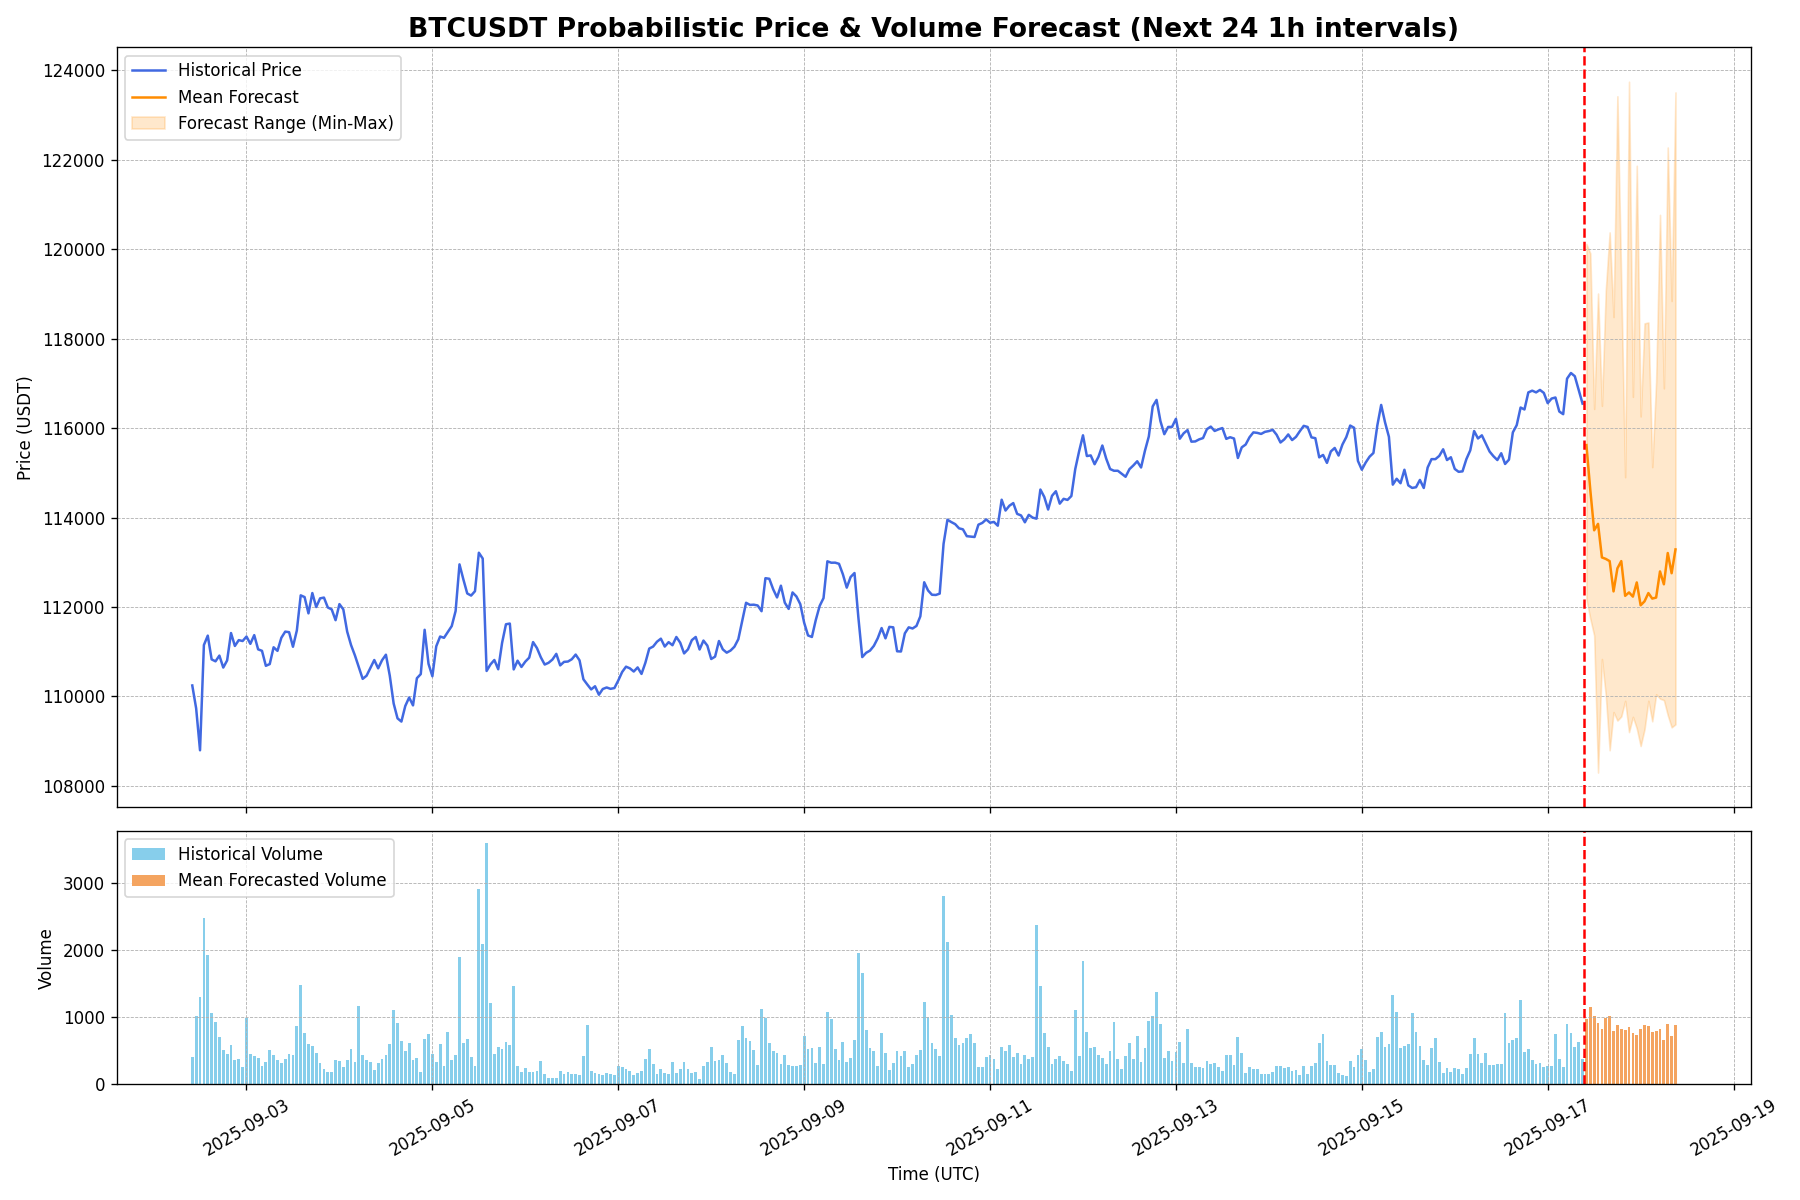 BTCUSDT Probabilistic Price & Volume Forecast (Next 24 1h intervals)
Historical Price
Mean Forecast
Forecast Range (Min-Max)
124000
122000
120000
118000
116000
114000
112000
110000
108000
Price (USDT)
Historical Volume
Mean Forecasted Volume
3000
2000
1000
0
Volume
2025-09-03
2025-09-05
2025-09-07
2025-09-09
2025-09-11
2025-09-13
2025-09-15
2025-09-17
2025-09-19
Time (UTC)